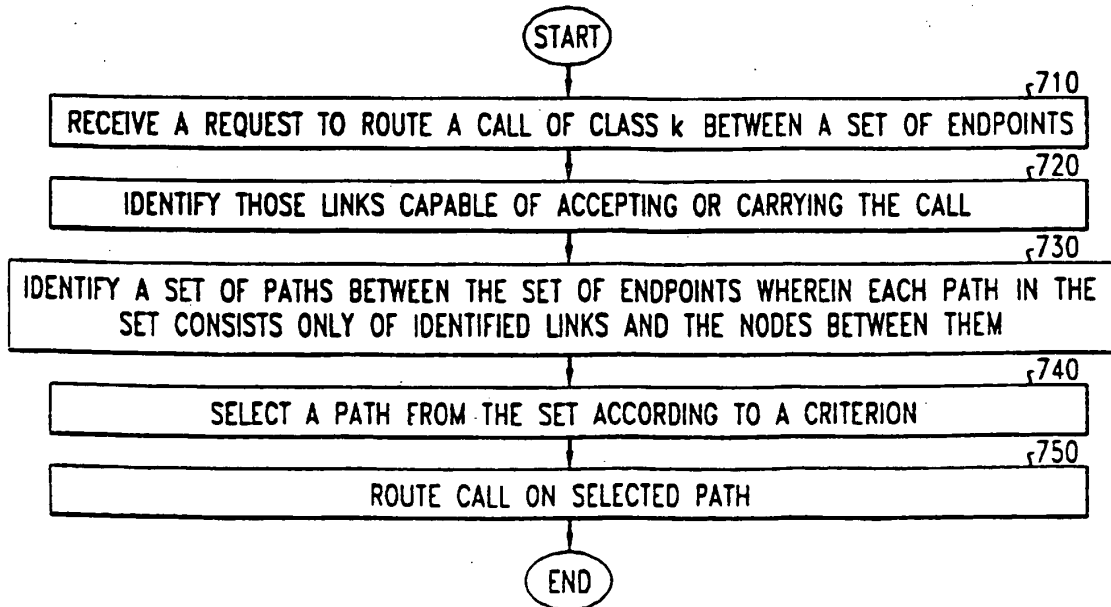 START
710
RECEIVE A REQUEST TO ROUTE A CALL OF CLASS k BETWEEN A SET OF ENDPOINTS
720
IDENTIFY THOSE LINKS CAPABLE OF ACCEPTING OR CARRYING THE CALL
730
IDENTIFY A SET OF PATHS BETWEEN THE SET OF ENDPOINTS WHEREIN EACH PATH IN THE
SET CONSISTS ONLY OF IDENTIFIED LINKS AND THE NODES BETWEEN THEM
740
SELECT A PATH FROM THE SET ACCORDING TO A CRITERION
750
ROUTE CALL ON SELECTED PATH
END